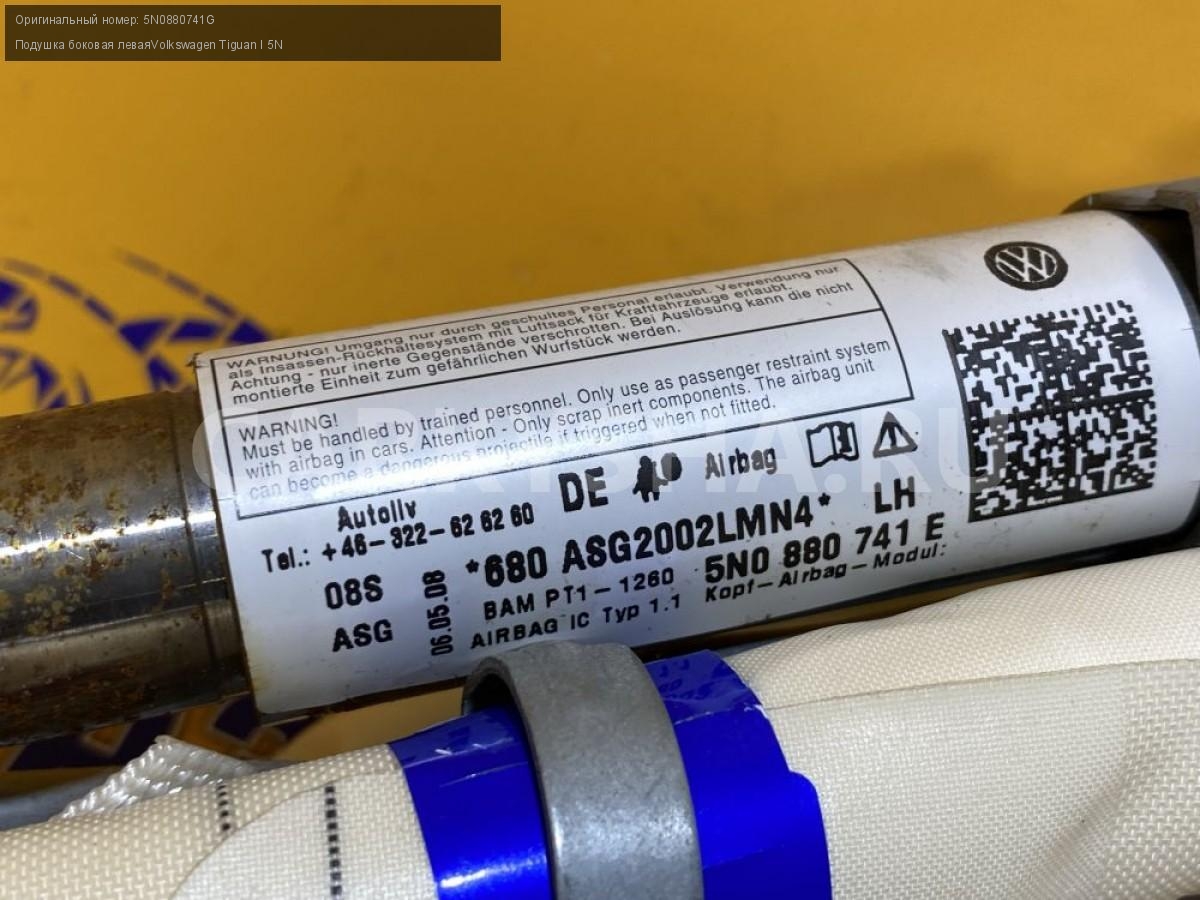 Оригинальный номер: 5N0880741G
Подушка боковая леваяVolkswagen Tiguan I 5N
WARNUNG! Umgang nur durch geschultes Personal erlaubt. Verwendung nur
als Insassen-Rückhaltesystem mit Luftsack für Kraftfahrzeuge erlaubt.
Achtung - nur inerte Gegenstände verschrotten. Bei Auslösung kann die nicht
montierte Einheit zum gefährlichen Wurfstück werden.
WARNING!
Must be handled by trained personnel. Only use as passenger restraint system
with airbag in cars. Attention - Only scrap inert components. The airbag unit
can become a dangerous projectile if triggered when not fitted.
Autoliv DE Airbag
Tel.: +46-322-62 62 60
*680 ASG2002LMN4* LH
08S
ASG
06.05.08
BAM PT1-1260 5N0 880 741 E
AIRBAG IC Typ 1.1 Kopf-Airbag-Modul:
CARISHA.RU